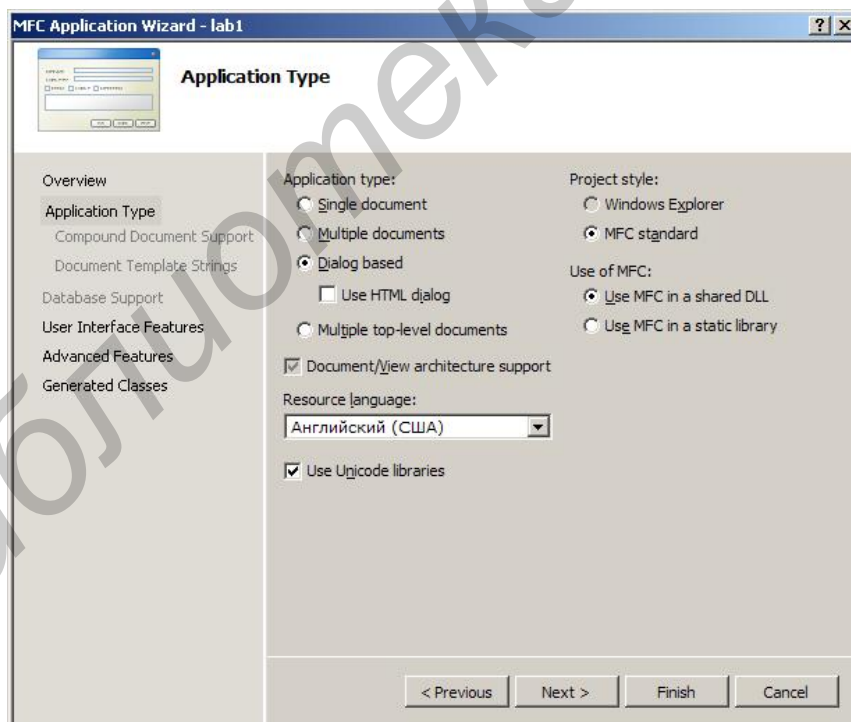 MFC Application Wizard - lab1
Application Type
Overview
Application Type
Compound Document Support
Document Template Strings
Database Support
User Interface Features
Advanced Features
Generated Classes
Application type:
Single document
Multiple documents
Dialog based
Use HTML dialog
Multiple top-level documents
Document/View architecture support
Resource language:
Английский (США)
Use Unicode libraries
Project style:
Windows Explorer
MFC standard
Use of MFC:
Use MFC in a shared DLL
Use MFC in a static library
< Previous
Next >
Finish
Cancel